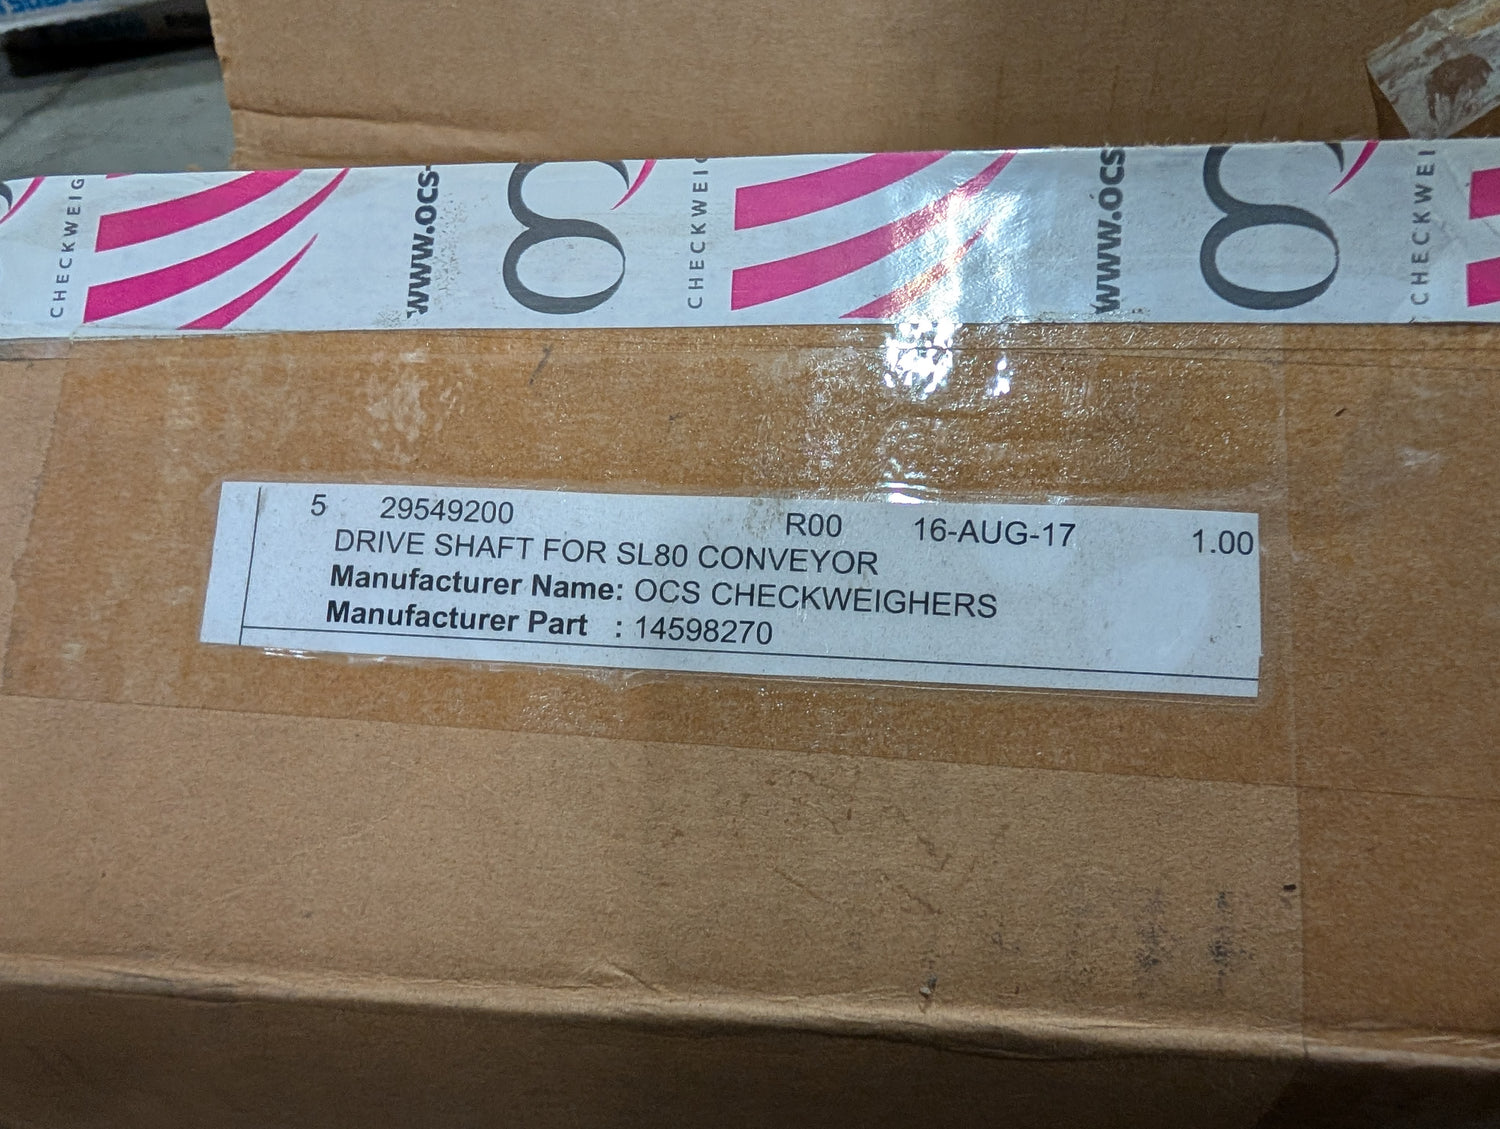 CHECKWEIG
www.ocs-
CHECKWEI
www.ocs
CHECKWEI
5 29549200 R00 16-AUG-17 1.00
DRIVE SHAFT FOR SL80 CONVEYOR
Manufacturer Name: OCS CHECKWEIGHERS
Manufacturer Part : 14598270